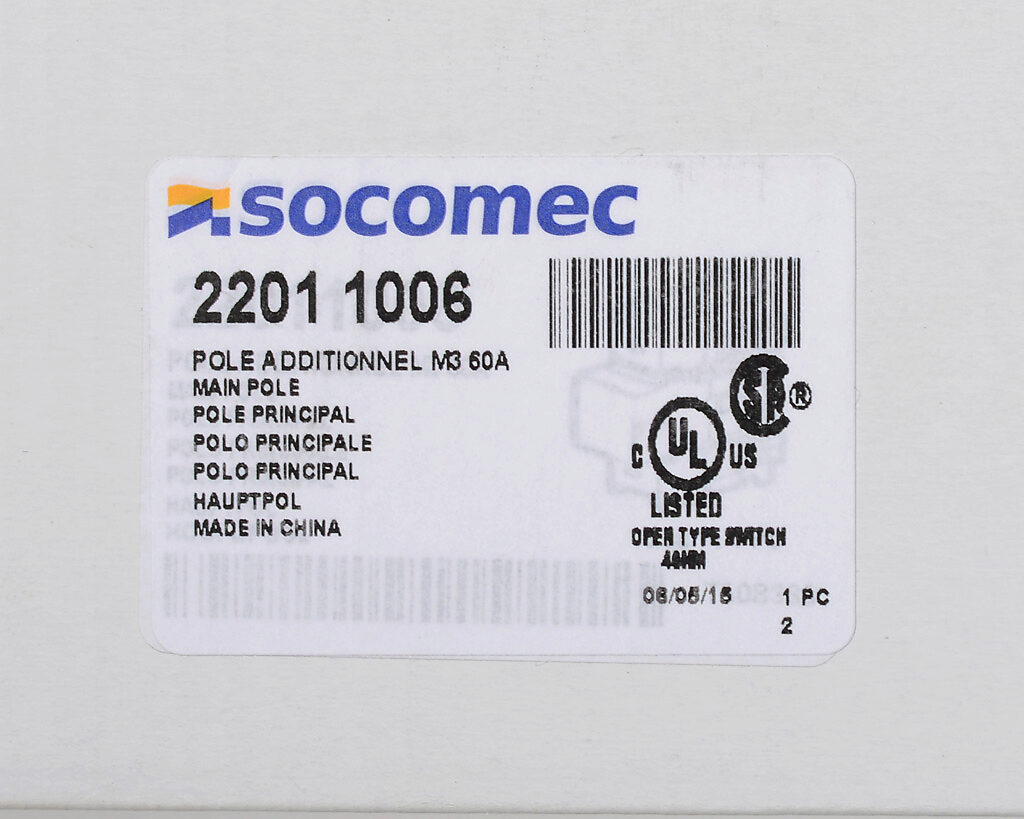 socomec
2201 1006
POLE ADDITIONNEL M3 60A
MAIN POLE
POLE PRINCIPAL
POLO PRINCIPALE
POLO PRINCIPAL
HAUPTPOL
MADE IN CHINA
SA ®
C UL US
LISTED
OPEN TYPE SWITCH
06/05/15 1 PC
2